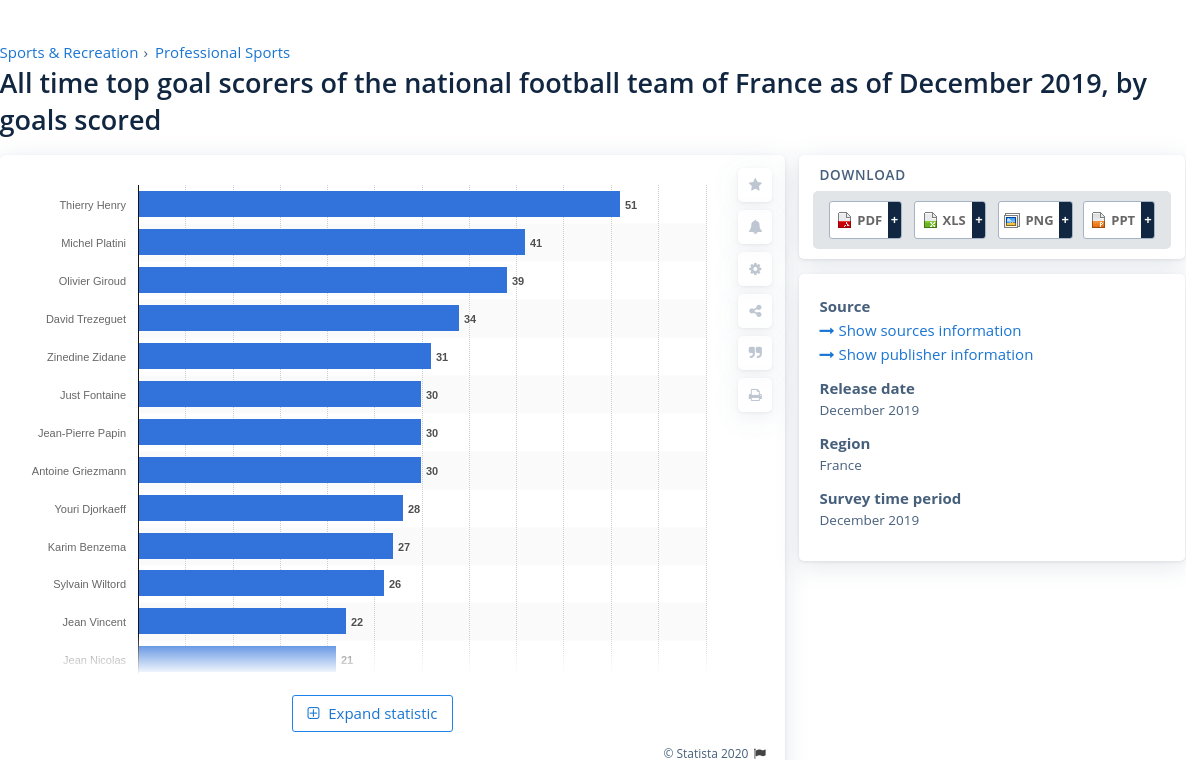 Sports & Recreation › Professional Sports
All time top goal scorers of the national football team of France as of December 2019, by
goals scored
Thierry Henry 51
Michel Platini 41
Olivier Giroud 39
David Trezeguet 34
Zinedine Zidane 31
Just Fontaine 30
Jean-Pierre Papin 30
Antoine Griezmann 30
Youri Djorkaeff 28
Karim Benzema 27
Sylvain Wiltord 26
Jean Vincent 22
Jean Nicolas 21
Expand statistic
© Statista 2020
DOWNLOAD
PDF + XLS + PNG + PPT +
Source
Show sources information
Show publisher information
Release date
December 2019
Region
France
Survey time period
December 2019